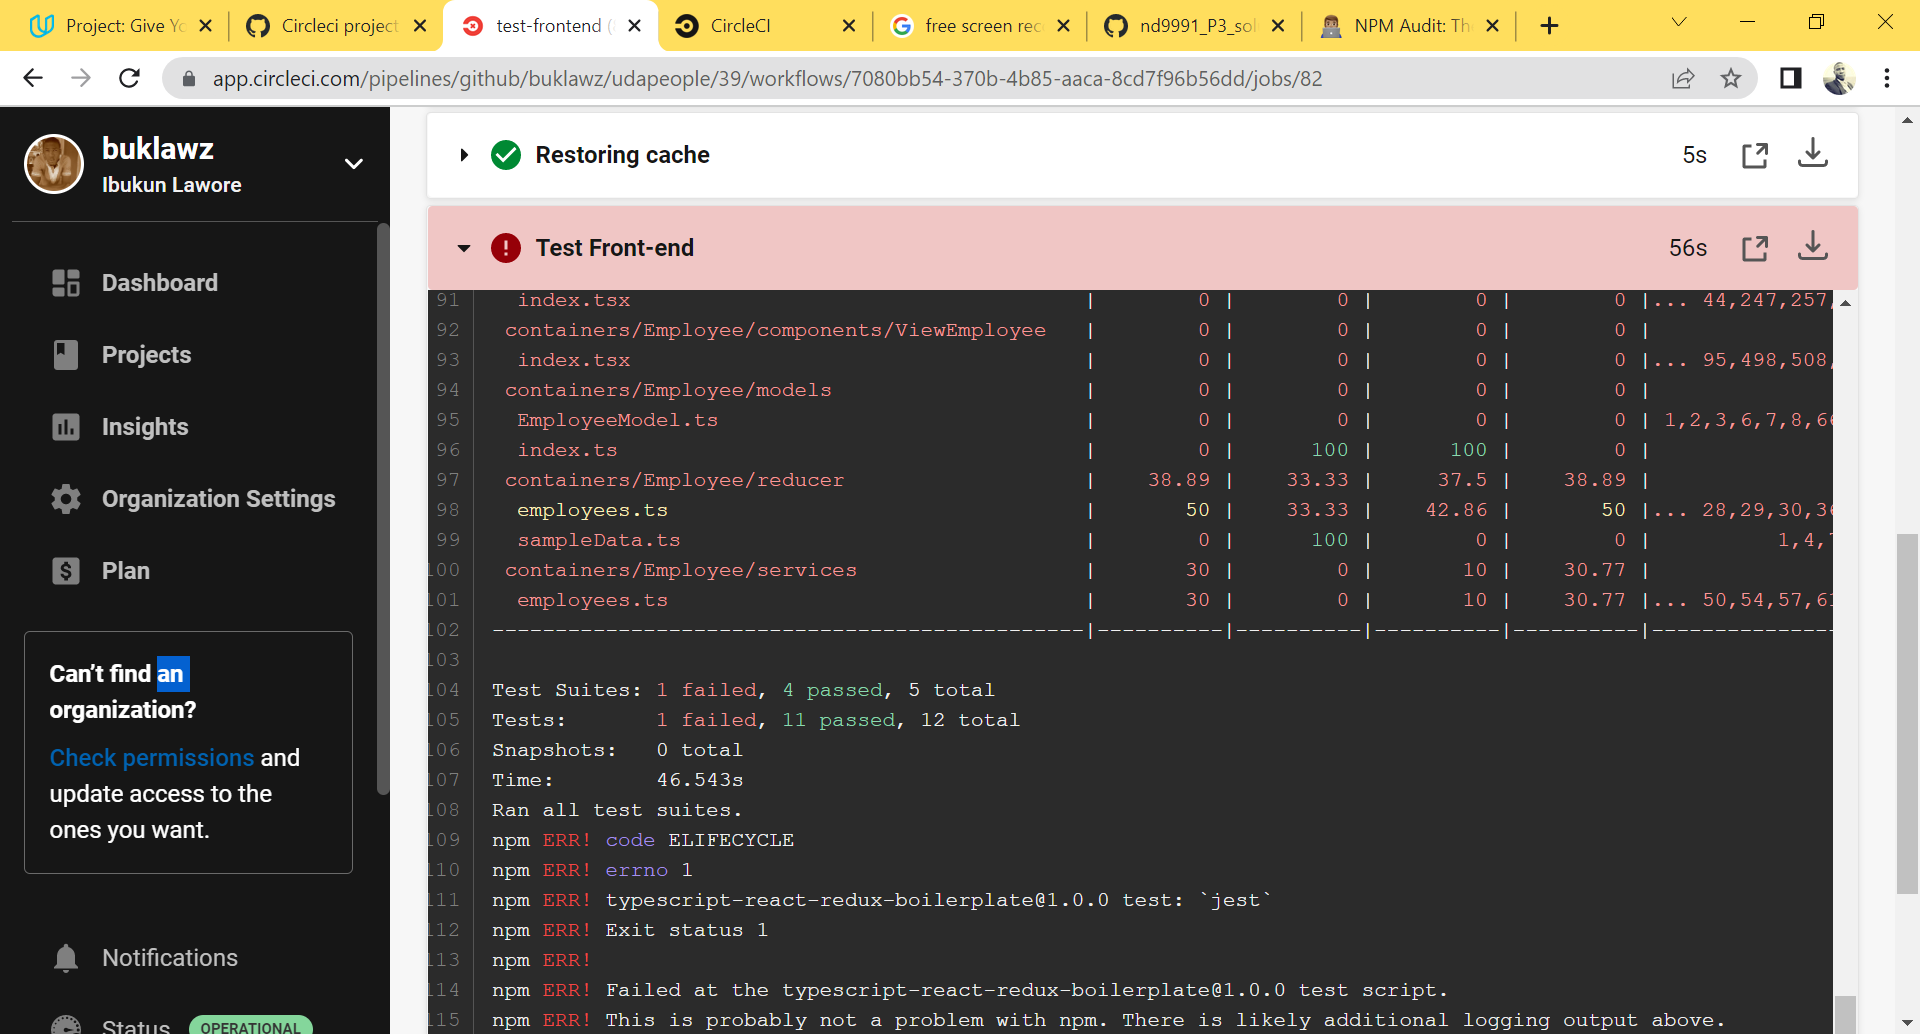 Project: Give Yo
Circleci project
test-frontend (
CircleCI
free screen rec
nd9991_P3_sol
NPM Audit: Th
app.circleci.com/pipelines/github/buklawz/udapeople/39/workflows/7080bb54-370b-4b85-aaca-8cd7f96b56dd/jobs/82
buklawz
Ibukun Lawore
Dashboard
Projects
Insights
Organization Settings
Plan
Can’t find an
organization?
Check permissions and
update access to the
ones you want.
Notifications
Status OPERATIONAL
Restoring cache 5s
Test Front-end 56s
91 index.tsx | 0 | 0 | 0 | 0 |... 44,247,257,
92 containers/Employee/components/ViewEmployee | 0 | 0 | 0 | 0 |
93 index.tsx | 0 | 0 | 0 | 0 |... 95,498,508,
94 containers/Employee/models | 0 | 0 | 0 | 0 |
95 EmployeeModel.ts | 0 | 0 | 0 | 0 | 1,2,3,6,7,8,66
96 index.ts | 0 | 100 | 100 | 0 |
97 containers/Employee/reducer | 38.89 | 33.33 | 37.5 | 38.89 |
98 employees.ts | 50 | 33.33 | 42.86 | 50 |... 28,29,30,36
99 sampleData.ts | 0 | 100 | 0 | 0 | 1,4,7
100 containers/Employee/services | 30 | 0 | 10 | 30.77 |
101 employees.ts | 30 | 0 | 10 | 30.77 |... 50,54,57,61
102 -----------------------------------------------|----------|----------|----------|----------|---------------
103
104 Test Suites: 1 failed, 4 passed, 5 total
105 Tests: 1 failed, 11 passed, 12 total
106 Snapshots: 0 total
107 Time: 46.543s
108 Ran all test suites.
109 npm ERR! code ELIFECYCLE
110 npm ERR! errno 1
111 npm ERR! typescript-react-redux-boilerplate@1.0.0 test: `jest`
112 npm ERR! Exit status 1
113 npm ERR!
114 npm ERR! Failed at the typescript-react-redux-boilerplate@1.0.0 test script.
115 npm ERR! This is probably not a problem with npm. There is likely additional logging output above.